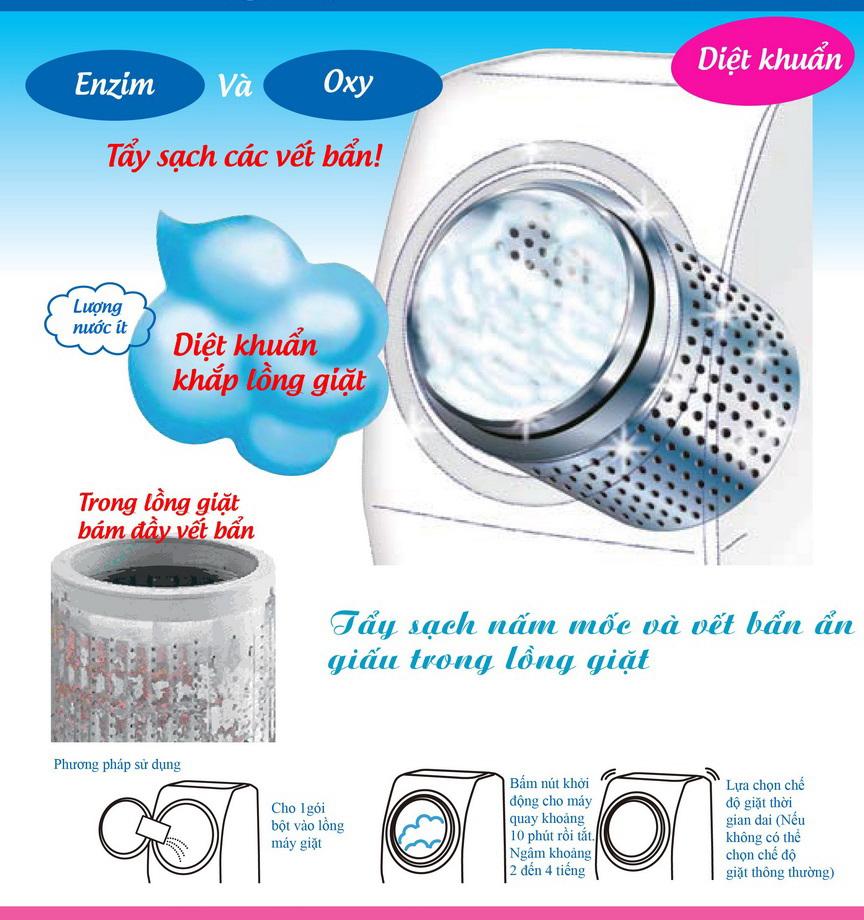 Enzim Và Oxy
Diệt khuẩn
Tẩy sạch các vết bẩn!
Lượng
nước ít
Diệt khuẩn
khắp lồng giặt
Trong lồng giặt
bám đầy vết bẩn
Tẩy sạch nấm mốc và vết bẩn ẩn
giấu trong lồng giặt
Phương pháp sử dụng
Cho 1gói
bột vào lồng
máy giặt
Bấm nút khởi
động cho máy
quay khoảng
10 phút rồi tắt.
Ngâm khoảng
2 đến 4 tiếng
Lựa chọn chế
độ giặt thời
gian dai (Nếu
không có thể
chọn chế độ
giặt thông thường)